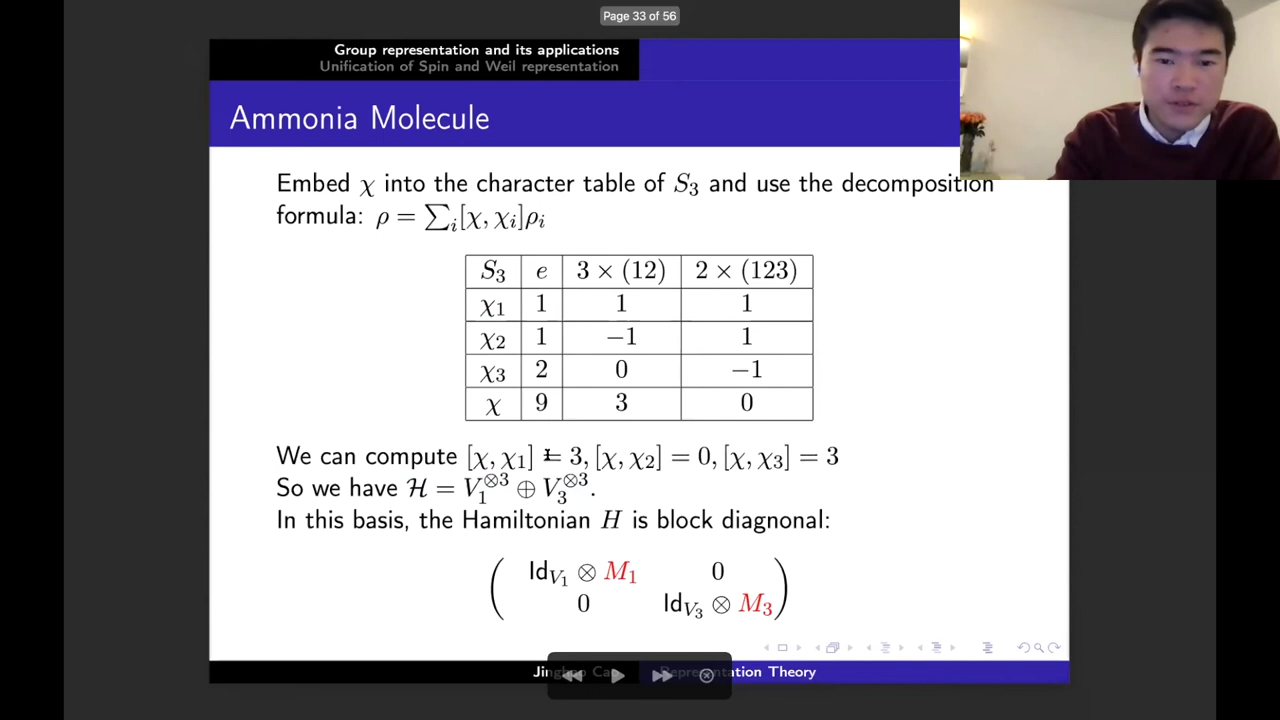 Page 33 of 56
Group representation and its applications
Unification of Spin and Weil representation
Ammonia Molecule
Embed χ into the character table of S₃ and use the decomposition
formula: ρ = ∑ᵢ[χ, χᵢ]ρᵢ
S₃ e 3 × (12) 2 × (123)
χ₁ 1 1 1
χ₂ 1 −1 1
χ₃ 2 0 −1
χ 9 3 0
We can compute [χ, χ₁] = 3, [χ, χ₂] = 0, [χ, χ₃] = 3
So we have ℋ = V₁^⊗3 ⊕ V₃^⊗3.
In this basis, the Hamiltonian H is block diagnonal:
( Id_V₁ ⊗ M₁ 0
0 Id_V₃ ⊗ M₃ )
Representation Theory